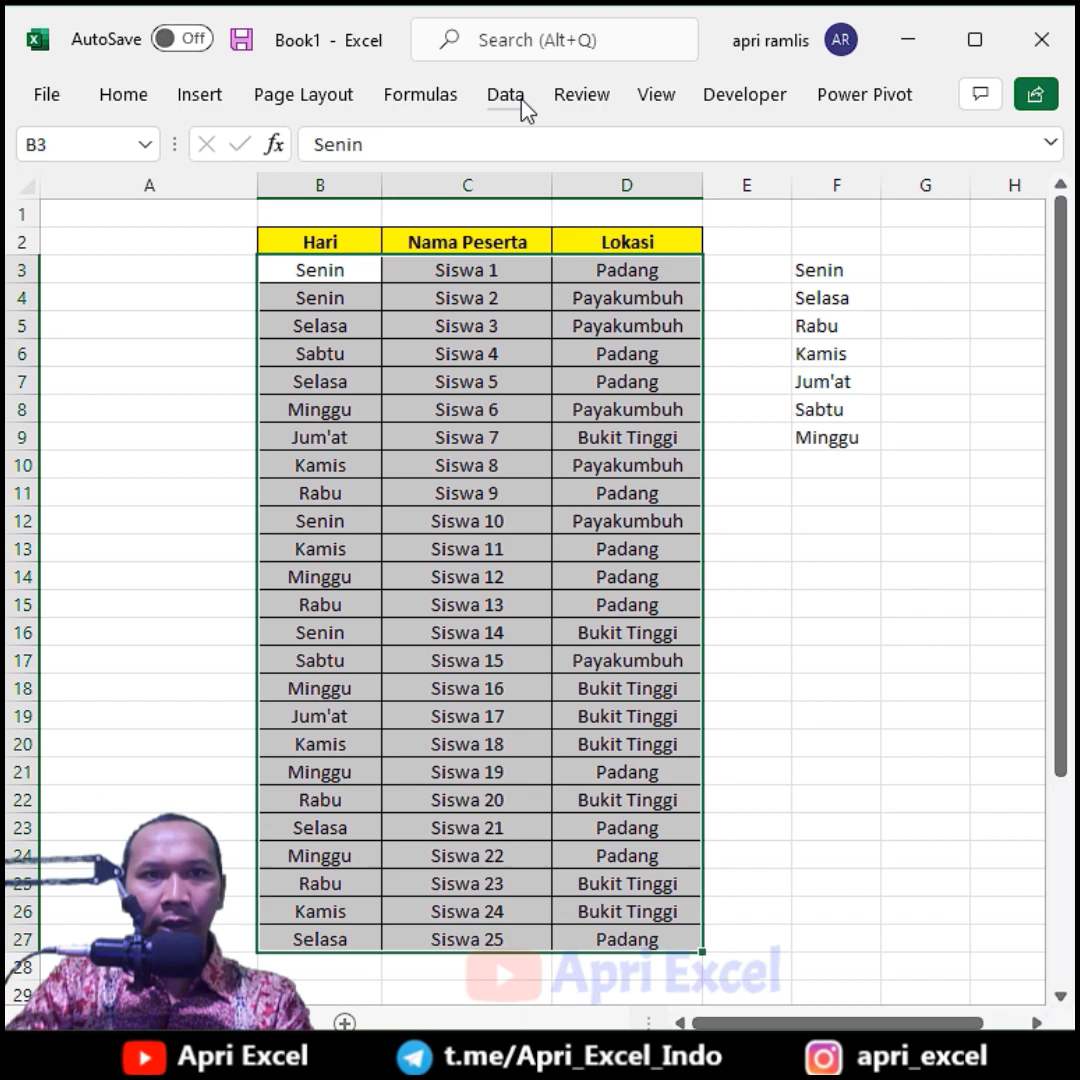 AutoSave Off Book1 - Excel Search (Alt+Q) apri ramlis AR
File Home Insert Page Layout Formulas Data Review View Developer Power Pivot
B3 fx Senin
A B C D E F G H
1
2 Hari Nama Peserta Lokasi
3 Senin Siswa 1 Padang Senin
4 Senin Siswa 2 Payakumbuh Selasa
5 Selasa Siswa 3 Payakumbuh Rabu
6 Sabtu Siswa 4 Padang Kamis
7 Selasa Siswa 5 Padang Jum'at
8 Minggu Siswa 6 Payakumbuh Sabtu
9 Jum'at Siswa 7 Bukit Tinggi Minggu
10 Kamis Siswa 8 Payakumbuh
11 Rabu Siswa 9 Padang
12 Senin Siswa 10 Payakumbuh
13 Kamis Siswa 11 Padang
14 Minggu Siswa 12 Padang
15 Rabu Siswa 13 Padang
16 Senin Siswa 14 Bukit Tinggi
17 Sabtu Siswa 15 Payakumbuh
18 Minggu Siswa 16 Bukit Tinggi
19 Jum'at Siswa 17 Bukit Tinggi
20 Kamis Siswa 18 Bukit Tinggi
21 Minggu Siswa 19 Padang
22 Rabu Siswa 20 Bukit Tinggi
23 Selasa Siswa 21 Padang
24 Minggu Siswa 22 Padang
25 Rabu Siswa 23 Bukit Tinggi
26 Kamis Siswa 24 Bukit Tinggi
27 Selasa Siswa 25 Padang
28 Apri Excel
29
Apri Excel t.me/Apri_Excel_Indo apri_excel